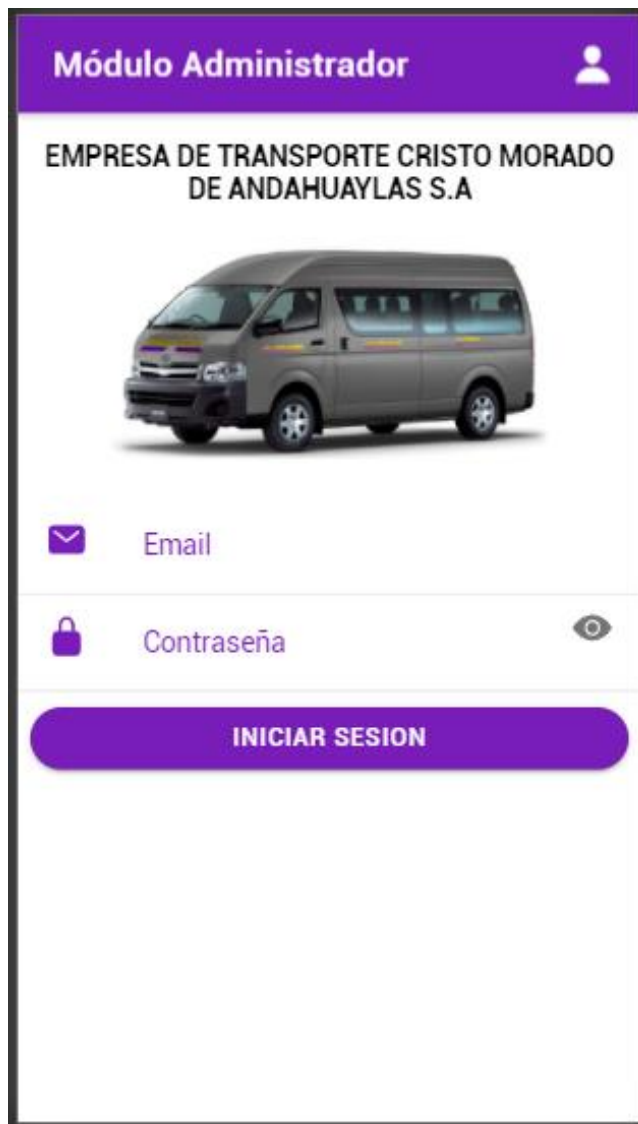 Módulo Administrador
EMPRESA DE TRANSPORTE CRISTO MORADO
DE ANDAHUAYLAS S.A
Email
Contraseña
INICIAR SESION